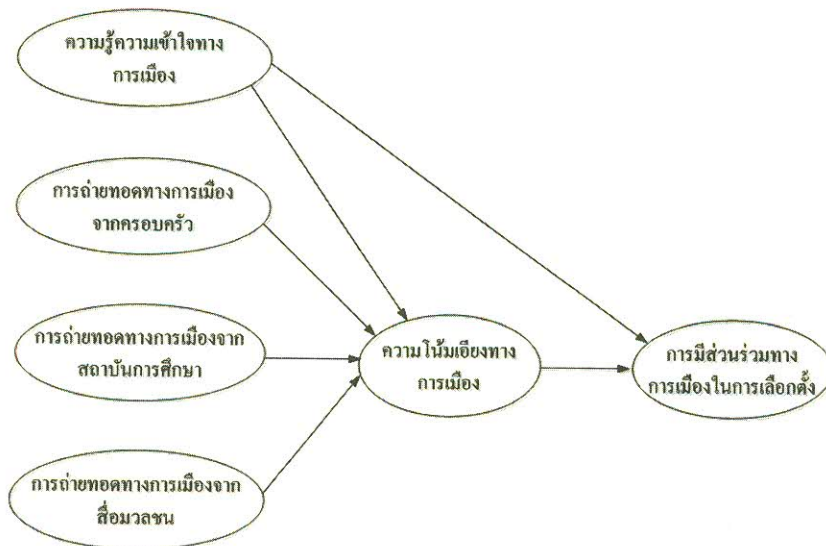 ความรู้ความเข้าใจทาง
การเมือง
การถ่ายทอดทางการเมือง
จากครอบครัว
การถ่ายทอดทางการเมืองจาก
สถาบันการศึกษา
ความโน้มเอียงทาง
การเมือง
การมีส่วนร่วมทาง
การเมืองในการเลือกตั้ง
การถ่ายทอดทางการเมืองจาก
สื่อมวลชน